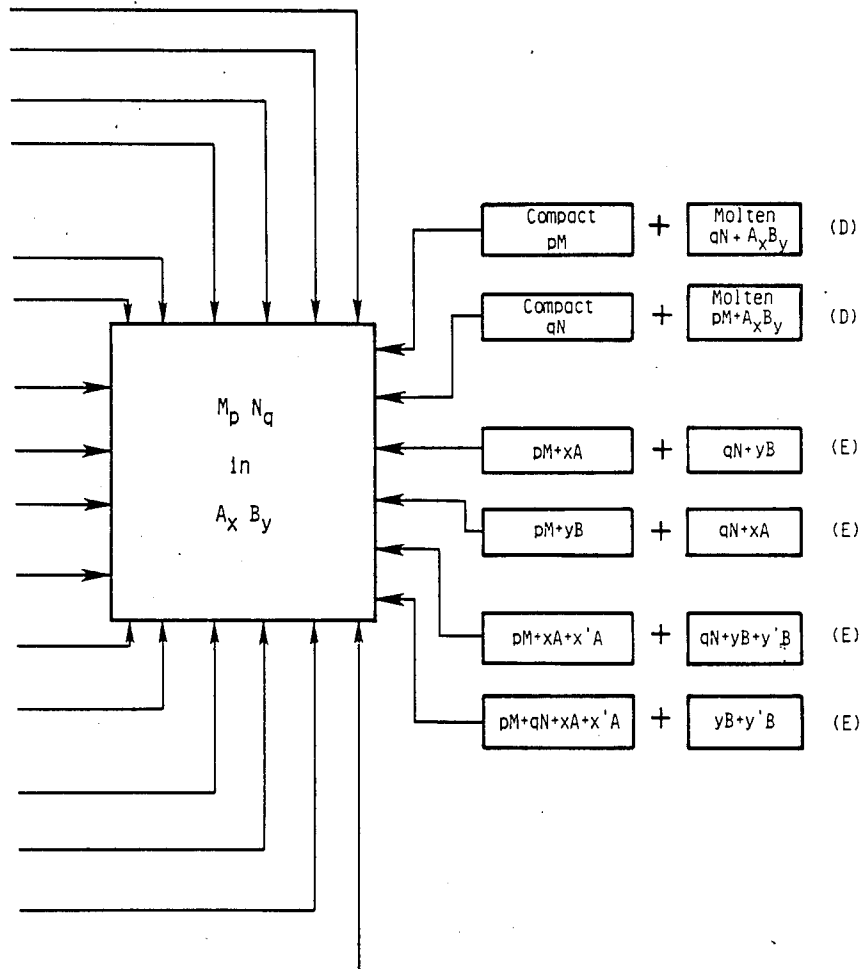 Compact
pM
+
Molten
qN + AxBy
(D)
Compact
qN
+
Molten
pM+AxBy
(D)
Mp Nq
in
Ax By
pM+xA
+
qN+yB
(E)
pM+yB
+
qN+xA
(E)
pM+xA+x'A
+
qN+yB+y'B
(E)
pM+qN+xA+x'A
+
yB+y'B
(E)